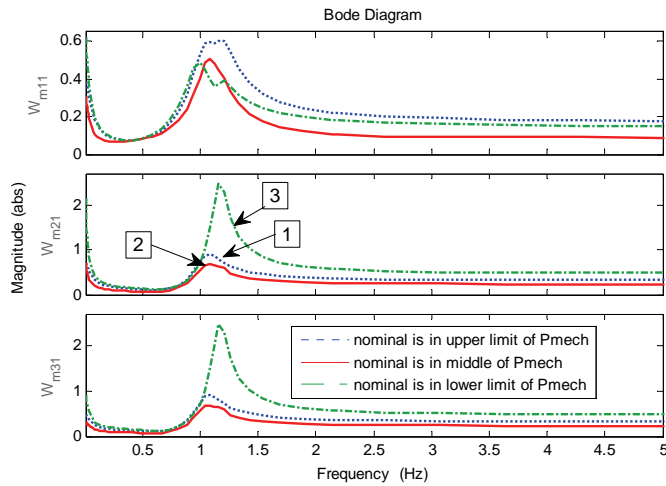 Bode Diagram
0.6
0.4
0.2
0
W m11
2
1
0
W m21
3
1
2
Magnitude (abs)
2
1
0
W m31
nominal is in upper limit of Pmech
nominal is in middle of Pmech
nominal is in lower limit of Pmech
0.5 1 1.5 2 2.5 3 3.5 4 4.5 5
Frequency (Hz)